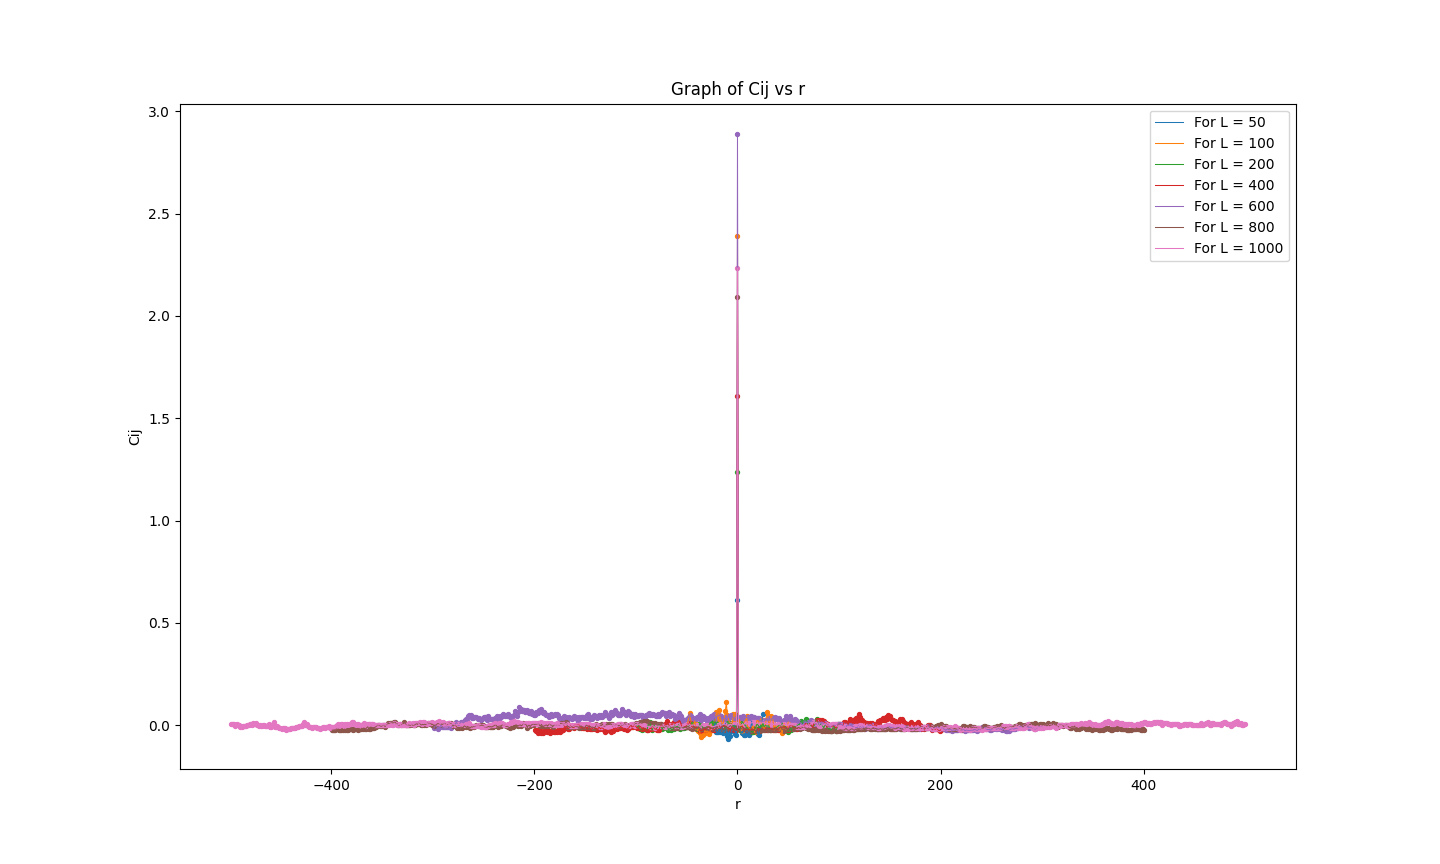 Graph of Cij vs r
3.0
2.5
2.0
1.5
1.0
0.5
0.0
Cij
−400
−200
0
200
400
r
For L = 50
For L = 100
For L = 200
For L = 400
For L = 600
For L = 800
For L = 1000